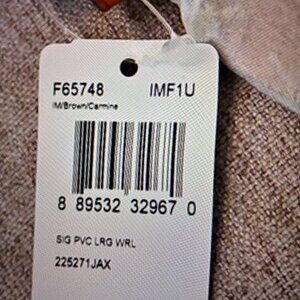 F65748 IMF1U
IM/Brown/Carmine
8 89532 32967 0
SIG PVC LRG WRL
225271JAX